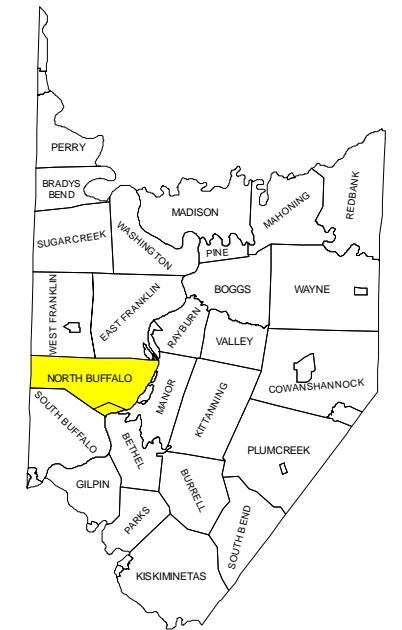 PERRY
BRADYS
BEND
MADISON
MAHONING
REDBANK
SUGARCREEK
WASHINGTON
PINE
WEST FRANKLIN
EAST FRANKLIN
BOGGS
WAYNE
RAYBURN
VALLEY
NORTH BUFFALO
MANOR
KITTANNING
COWANSHANNOCK
SOUTH BUFFALO
BETHEL
PLUMCREEK
GILPIN
BURRELL
PARKS
SOUTH BEND
KISKIMINETAS